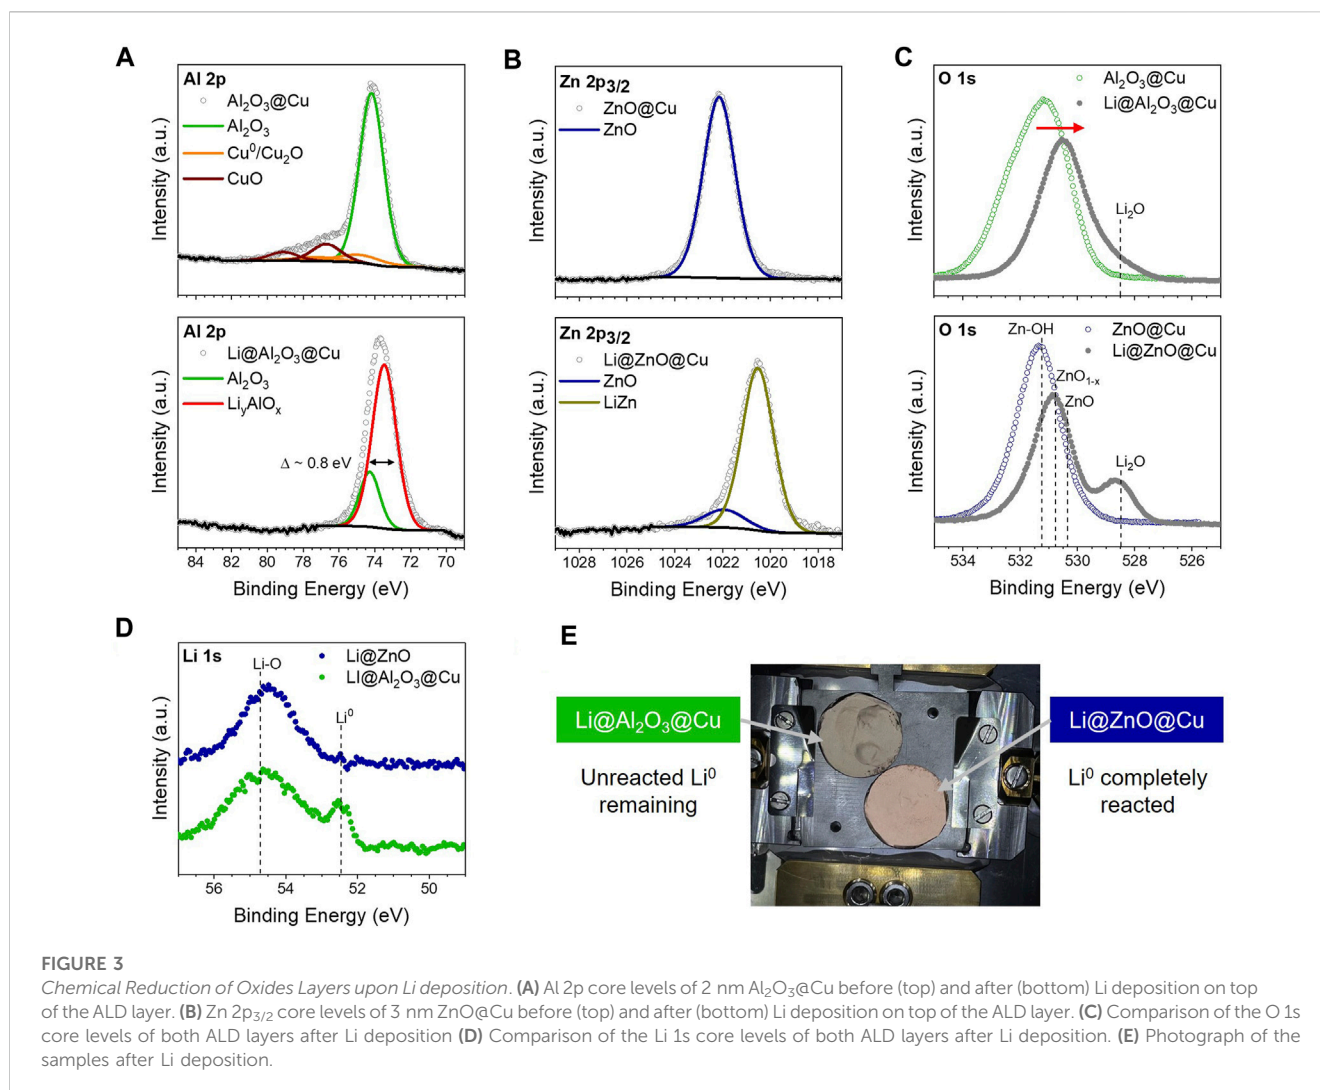 A
Al 2p
Al₂O₃@Cu
Al₂O₃
Cu⁰/Cu₂O
CuO
Intensity (a.u.)
Al 2p
Li@Al₂O₃@Cu
Al₂O₃
LiᵧAlOₓ
Δ ~ 0.8 eV
Intensity (a.u.)
84 82 80 78 76 74 72 70
Binding Energy (eV)
B
Zn 2p₃/₂
ZnO@Cu
ZnO
Intensity (a.u.)
Zn 2p₃/₂
Li@ZnO@Cu
ZnO
LiZn
Intensity (a.u.)
1028 1026 1024 1022 1020 1018
Binding Energy (eV)
C
O 1s
Al₂O₃@Cu
Li@Al₂O₃@Cu
Li₂O
Intensity (a.u.)
O 1s
ZnO@Cu
Li@ZnO@Cu
Zn-OH
ZnO₁₋ₓ
ZnO
Li₂O
Intensity (a.u.)
534 532 530 528 526
Binding Energy (eV)
D
Li 1s
Li@ZnO
LI@Al₂O₃@Cu
Li-O
Li⁰
Intensity (a.u.)
56 54 52 50
Binding Energy (eV)
E
Li@Al₂O₃@Cu
Unreacted Li⁰
remaining
Li@ZnO@Cu
Li⁰ completely
reacted
FIGURE 3
Chemical Reduction of Oxides Layers upon Li deposition. (A) Al 2p core levels of 2 nm Al₂O₃@Cu before (top) and after (bottom) Li deposition on top
of the ALD layer. (B) Zn 2p₃/₂ core levels of 3 nm ZnO@Cu before (top) and after (bottom) Li deposition on top of the ALD layer. (C) Comparison of the O 1s
core levels of both ALD layers after Li deposition (D) Comparison of the Li 1s core levels of both ALD layers after Li deposition. (E) Photograph of the
samples after Li deposition.